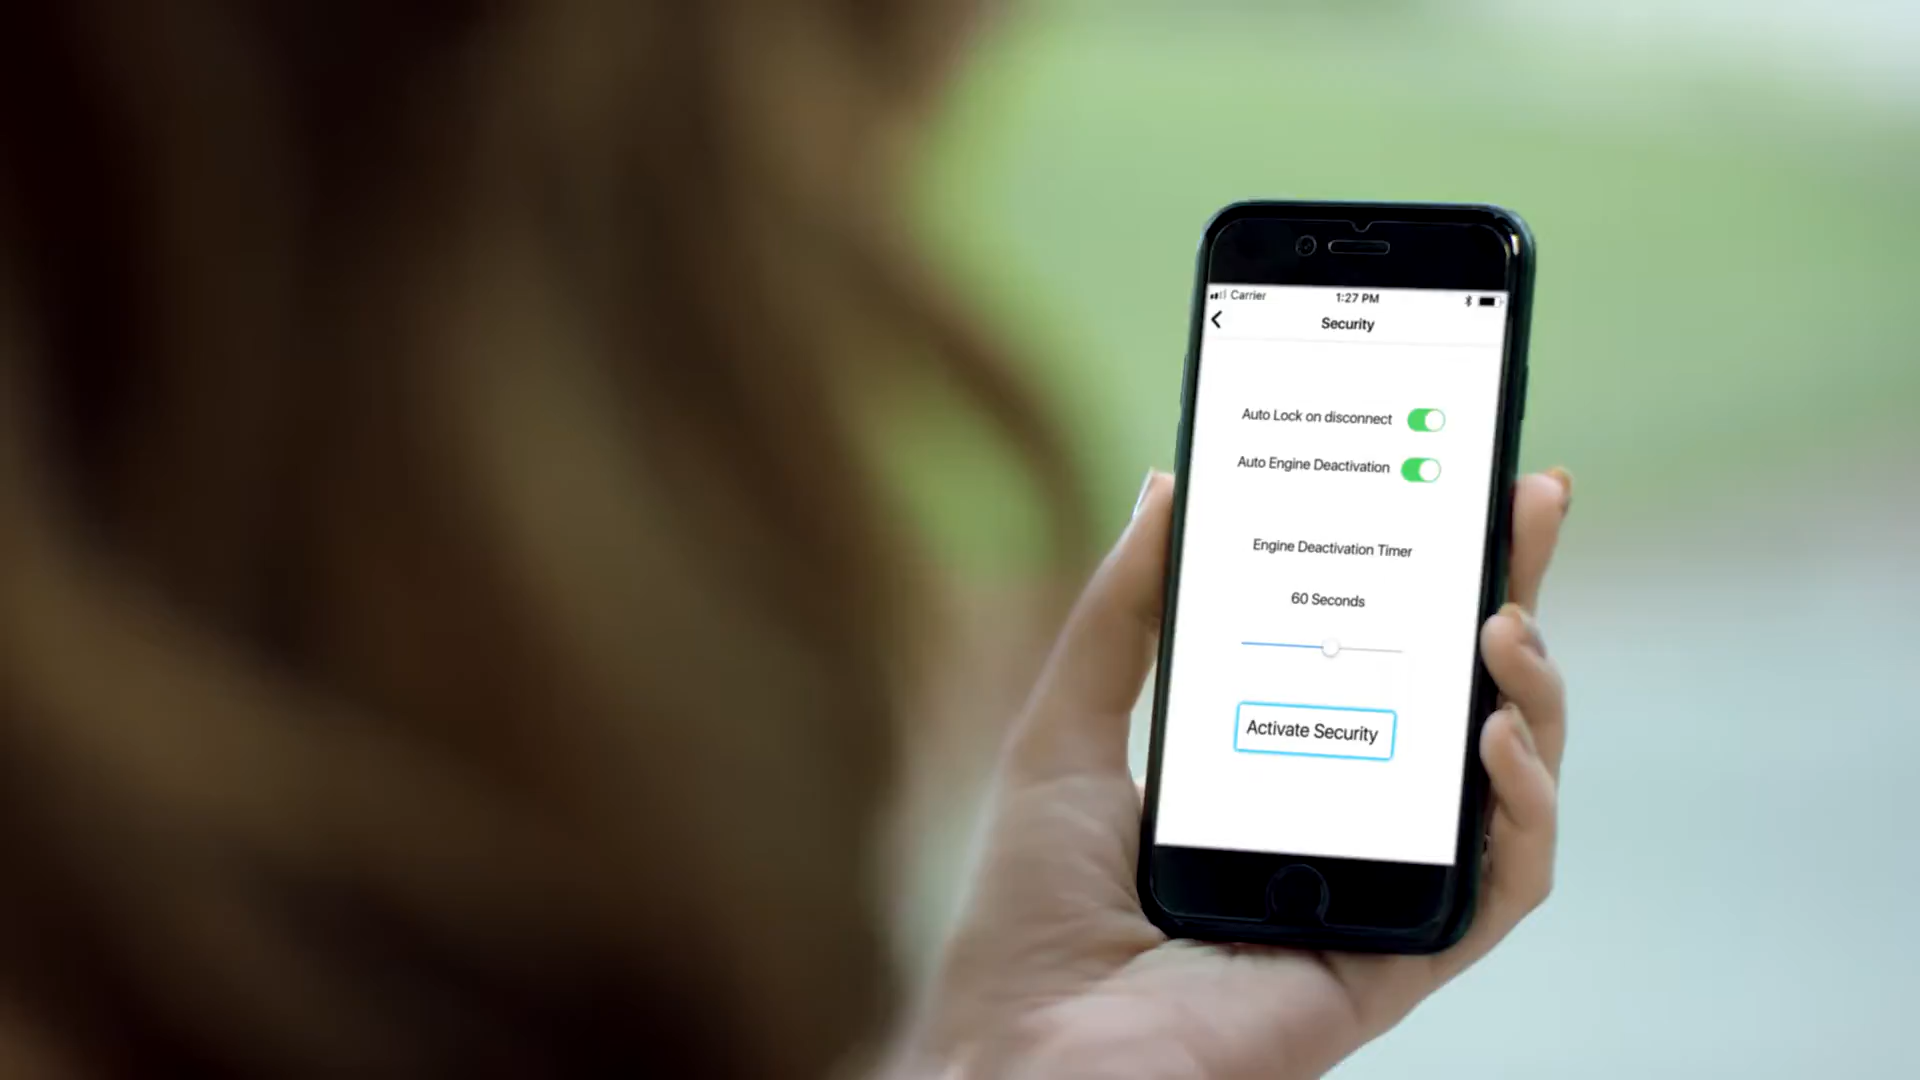 Carrier 1:27 PM
Security
Auto Lock on disconnect
Auto Engine Deactivation
Engine Deactivation Timer
60 Seconds
Activate Security